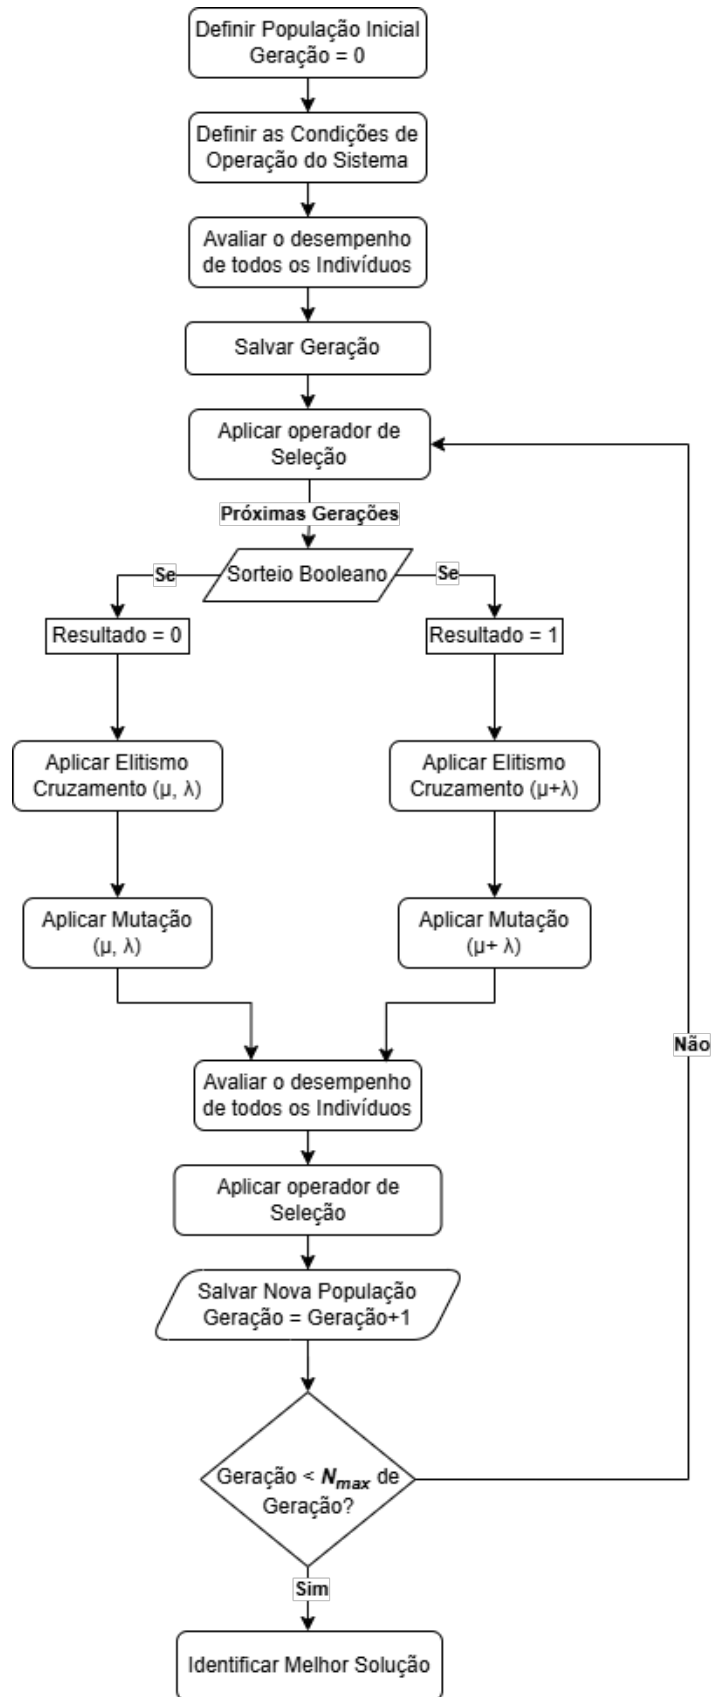 Definir População Inicial
Geração = 0
Definir as Condições de
Operação do Sistema
Avaliar o desempenho
de todos os Indivíduos
Salvar Geração
Aplicar operador de
Seleção
Próximas Gerações
Sorteio Booleano
Se
Se
Resultado = 0
Resultado = 1
Aplicar Elitismo
Cruzamento (μ, λ)
Aplicar Elitismo
Cruzamento (μ+λ)
Aplicar Mutação
(μ, λ)
Aplicar Mutação
(μ+ λ)
Não
Avaliar o desempenho
de todos os Indivíduos
Aplicar operador de
Seleção
Salvar Nova População
Geração = Geração+1
Geração < Nmax de
Geração?
Sim
Identificar Melhor Solução